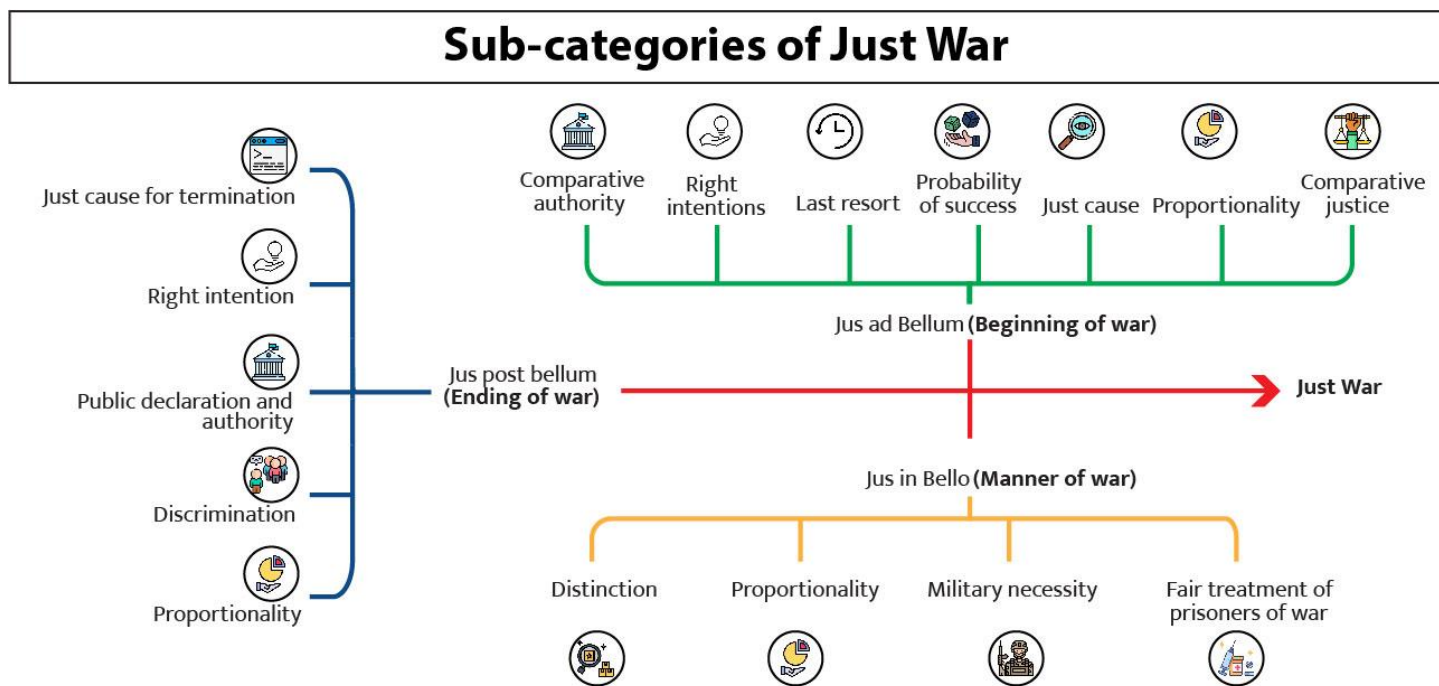 Sub-categories of Just War
Comparative
authority
Right
intentions
Last resort
Probability
of success
Just cause
Proportionality
Comparative
justice
Jus ad Bellum (Beginning of war)
Just cause for termination
Right intention
Public declaration and
authority
Discrimination
Proportionality
Jus post bellum
(Ending of war)
Just War
Jus in Bello (Manner of war)
Distinction
Proportionality
Military necessity
Fair treatment of
prisoners of war